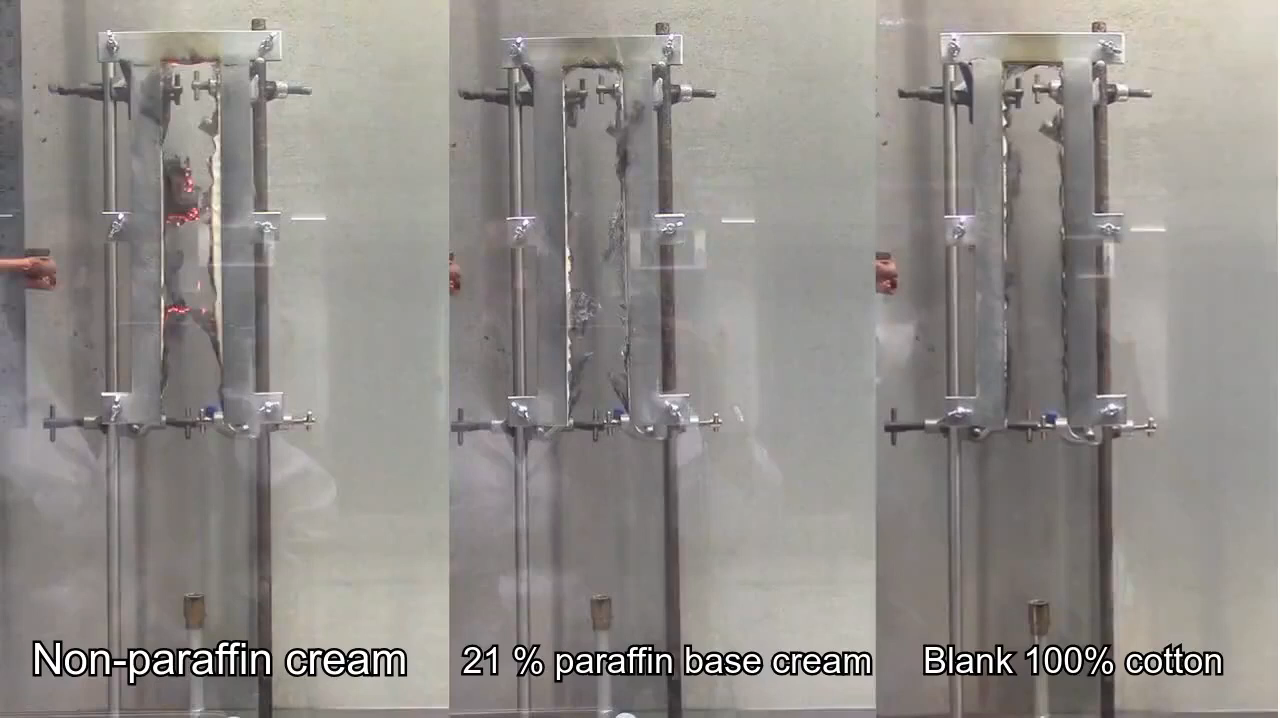 Non-paraffin cream
21 % paraffin base cream
Blank 100% cotton